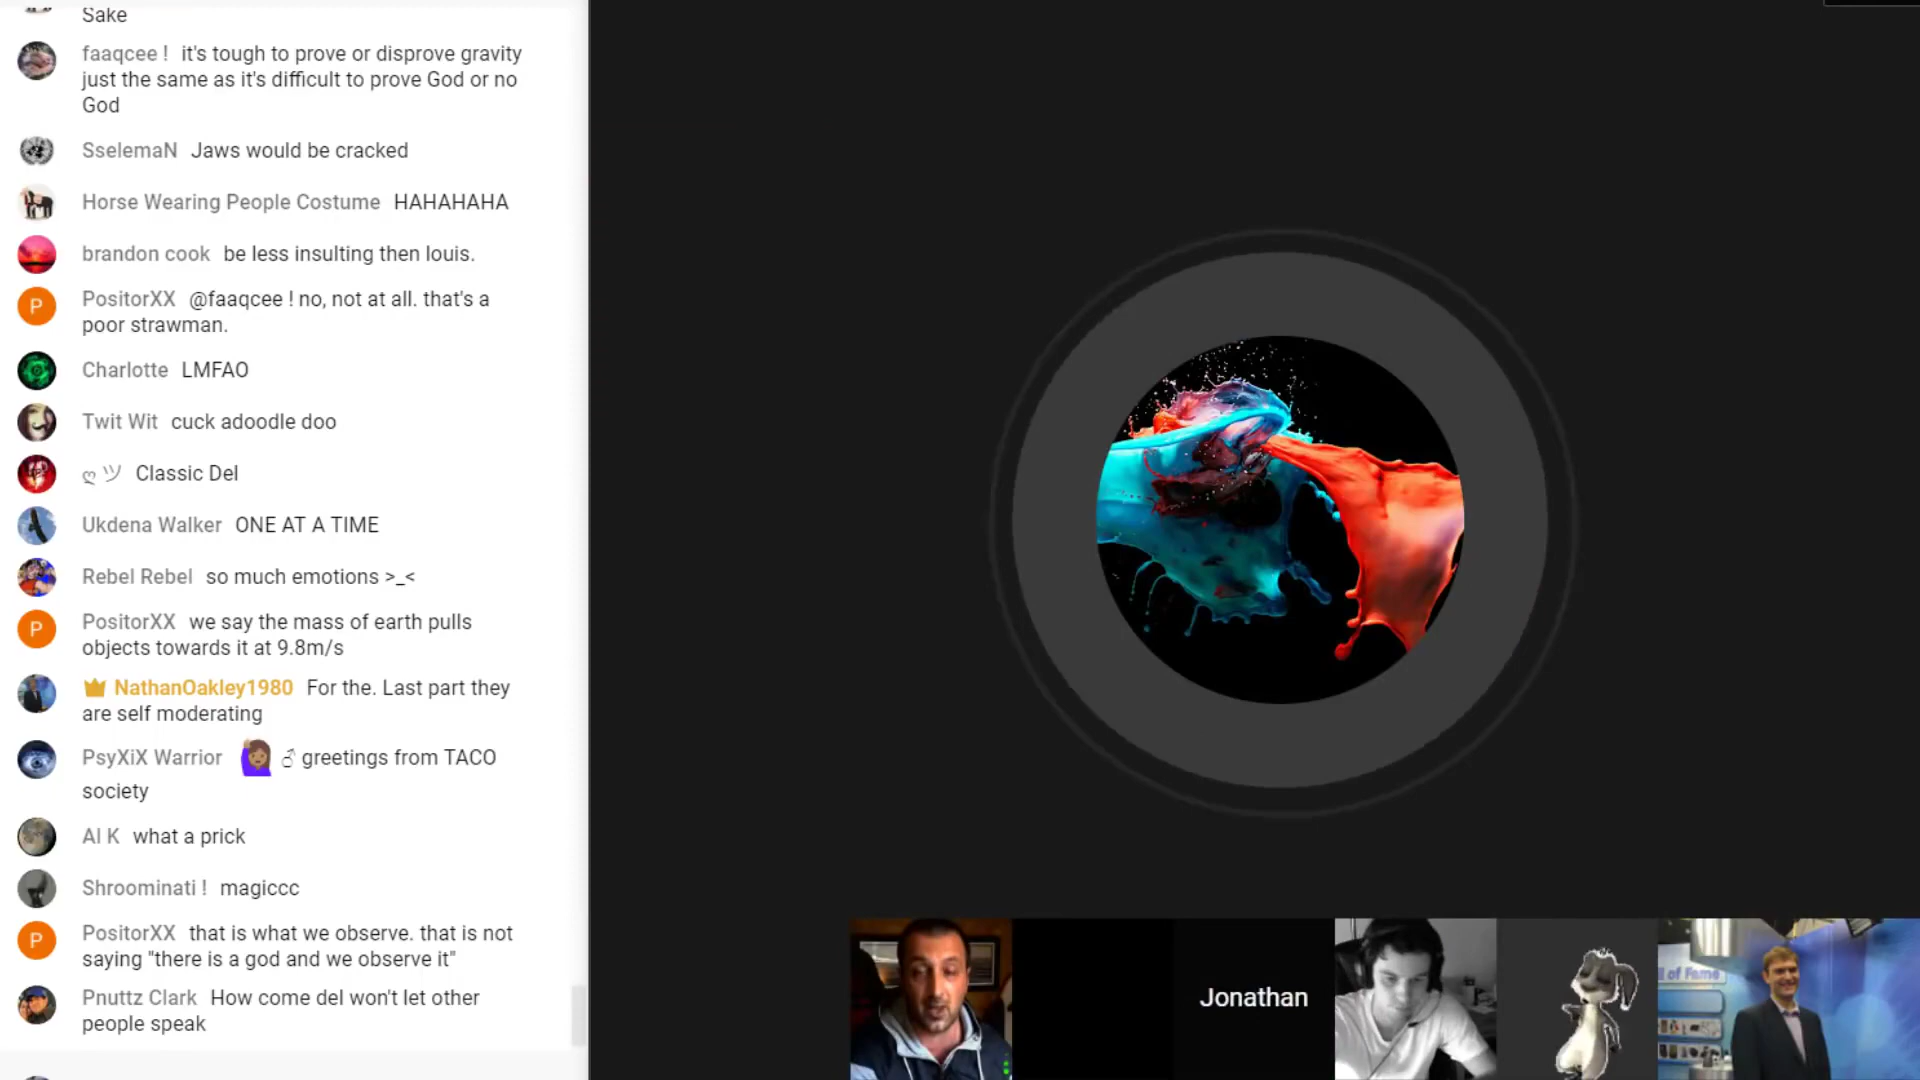 Sake
faaqcee ! it's tough to prove or disprove gravity
just the same as it's difficult to prove God or no
God
SselemaN Jaws would be cracked
Horse Wearing People Costume HAHAHAHA
brandon cook be less insulting then louis.
PositorXX @faaqcee ! no, not at all. that's a
poor strawman.
P
Charlotte LMFAO
Twit Wit cuck adoodle doo
ღ ツ Classic Del
Ukdena Walker ONE AT A TIME
Rebel Rebel so much emotions >_<
PositorXX we say the mass of earth pulls
objects towards it at 9.8m/s
P
NathanOakley1980 For the. Last part they
are self moderating
PsyXiX Warrior 🙋🏽 ♂ greetings from TACO
society
Al K what a prick
Shroominati ! magiccc
PositorXX that is what we observe. that is not
saying "there is a god and we observe it"
P
Pnuttz Clark How come del won't let other
people speak
Jonathan
of Fame